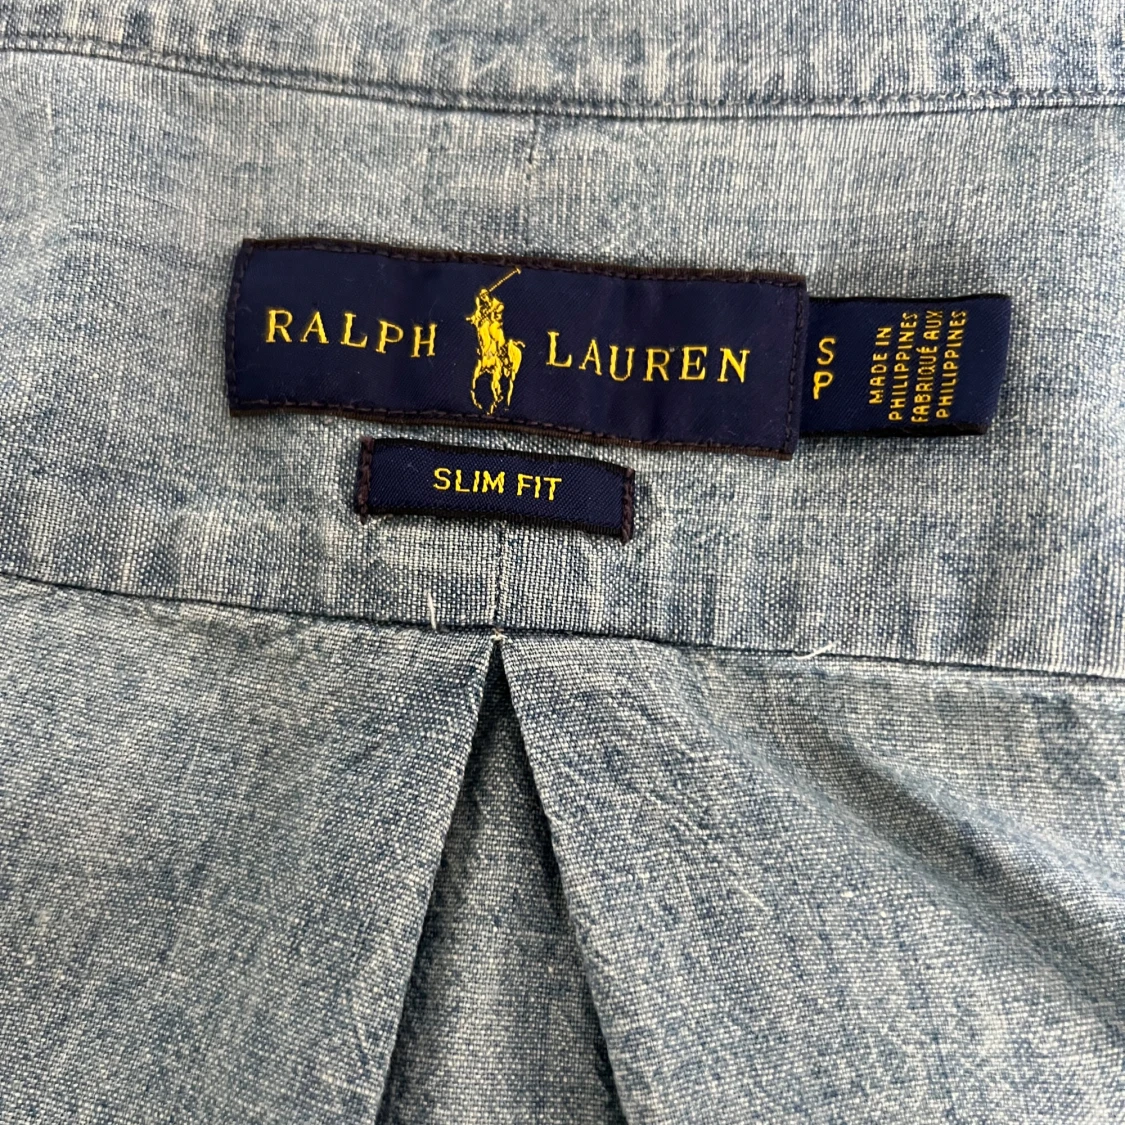 RALPH LAUREN
S
P
MADE IN
PHILIPPINES
FABRIQUÉ AUX
PHILIPPINES
SLIM FIT